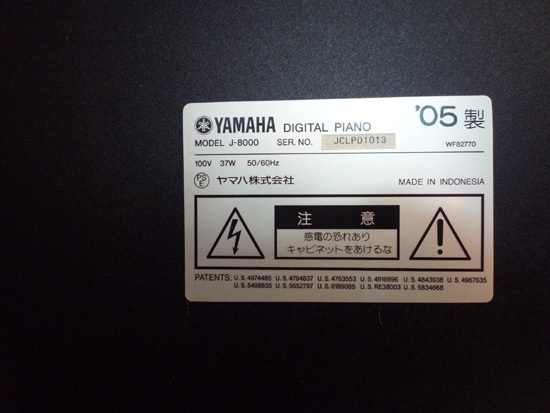 YAMAHA DIGITAL PIANO '05 製
MODEL J-8000 SER. NO. JCLP01013 WF82770
100V 37W 50/60Hz
PSE ヤマハ株式会社 MADE IN INDONESIA
注 意
感電の恐れあり
キャビネットをあけるな
PATENTS: U.S. 4974485 U.S. 4794837 U.S. 4763553 U.S. 4916996 U.S. 4843938 U.S. 4967635
U.S. 5498835 U.S. 5652797 U.S. 6189085 U.S. RE38003 U.S. 5834668